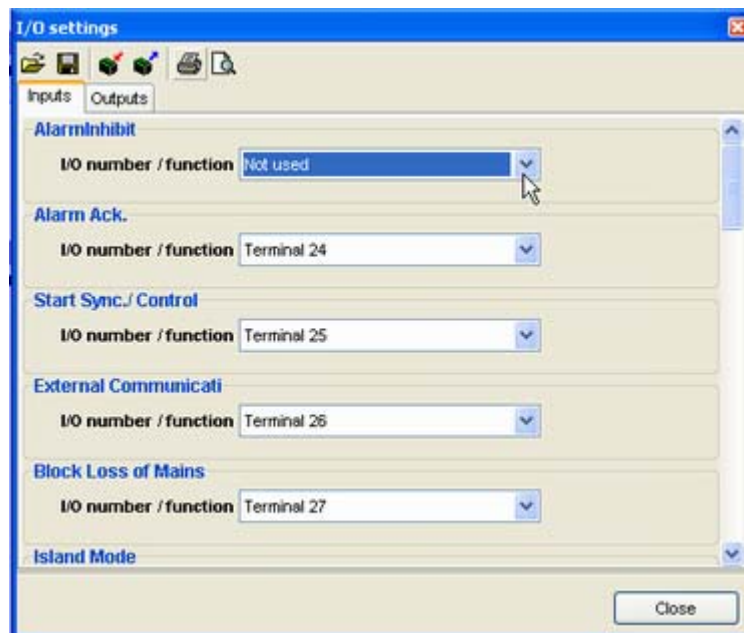 I/O settings
Inputs Outputs
AlarmInhibit
I/O number / function Not used
Alarm Ack.
I/O number / function Terminal 24
Start Sync./ Control
I/O number / function Terminal 25
External Communicati
I/O number / function Terminal 26
Block Loss of Mains
I/O number / function Terminal 27
Island Mode
Close